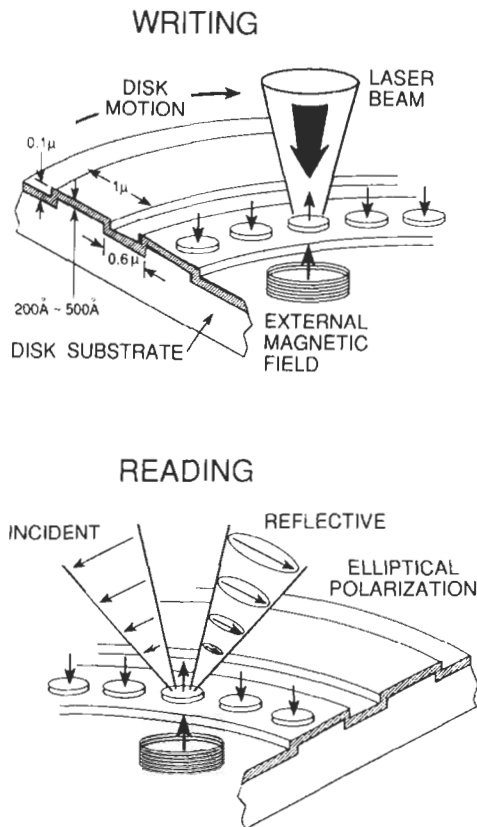 WRITING
DISK
MOTION
LASER
BEAM
0.1μ
1μ
0.6μ
200Å ~ 500Å
DISK SUBSTRATE
EXTERNAL
MAGNETIC
FIELD
READING
INCIDENT
REFLECTIVE
ELLIPTICAL
POLARIZATION